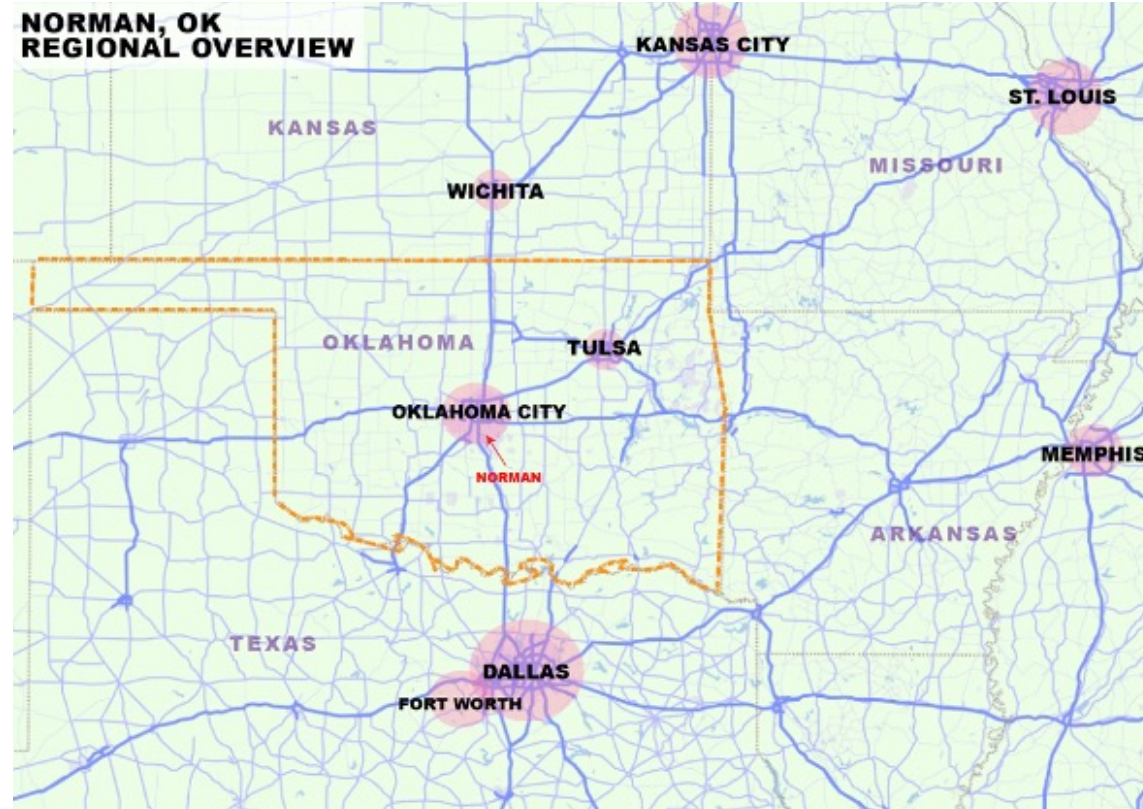 NORMAN, OK
REGIONAL OVERVIEW
KANSAS CITY
ST. LOUIS
KANSAS
MISSOURI
WICHITA
OKLAHOMA
TULSA
OKLAHOMA CITY
MEMPHIS
NORMAN
ARKANSAS
TEXAS
DALLAS
FORT WORTH